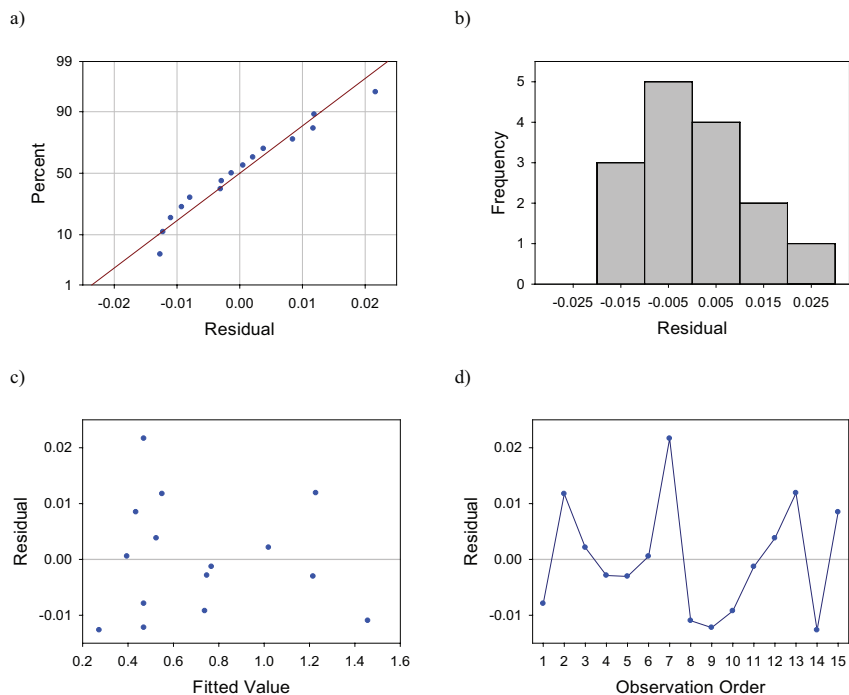 a)
99
90
50
10
1
Percent
-0.02 -0.01 0.00 0.01 0.02
Residual
b)
5
4
3
2
1
0
Frequency
-0.025 -0.015 -0.005 0.005 0.015 0.025
Residual
c)
0.02
0.01
0.00
-0.01
Residual
0.2 0.4 0.6 0.8 1.0 1.2 1.4 1.6
Fitted Value
d)
0.02
0.01
0.00
-0.01
Residual
1 2 3 4 5 6 7 8 9 10 11 12 13 14 15
Observation Order